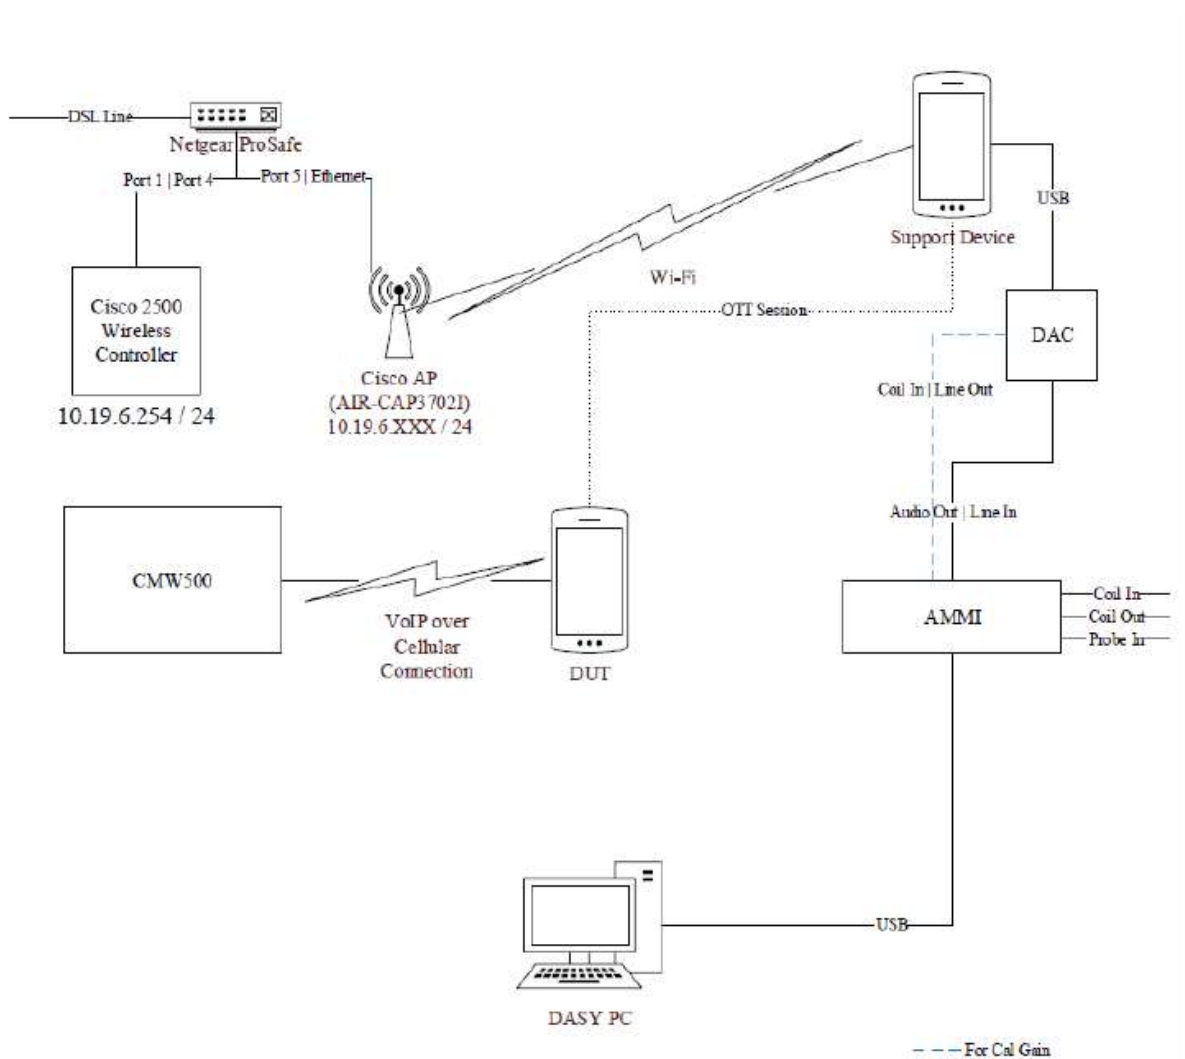 DSL Line
Netgear ProSafe
Port 1 | Port 4
Port 5 | Ethernet
USB
Support Device
Wi-Fi
Cisco 2500
Wireless
Controller
OTT Session
DAC
Cisco AP
(AIR-CAP3702I)
10.19.6.XXX / 24
10.19.6.254 / 24
Coil In | Line Out
Audio Out | Line In
CMW500
VoIP over
Cellular
Connection
DUT
AMMI
Coil In
Coil Out
Probe In
USB
DASY PC
For Cal Gain